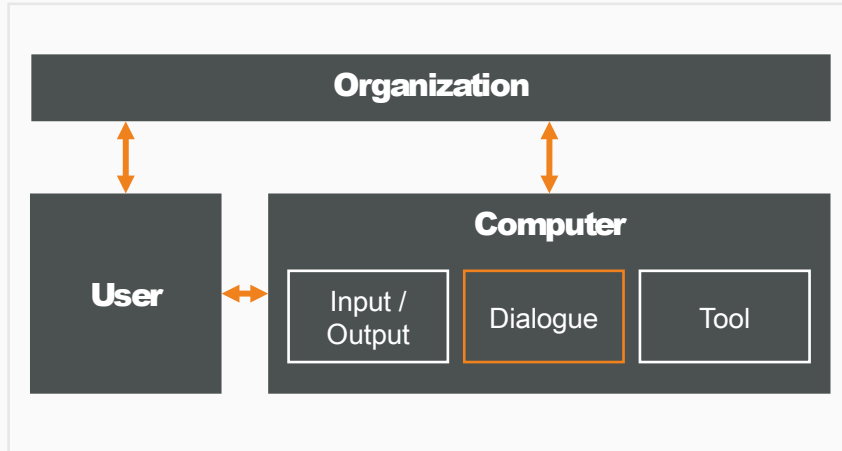 Organization
Computer
User
Input /
Output
Dialogue
Tool